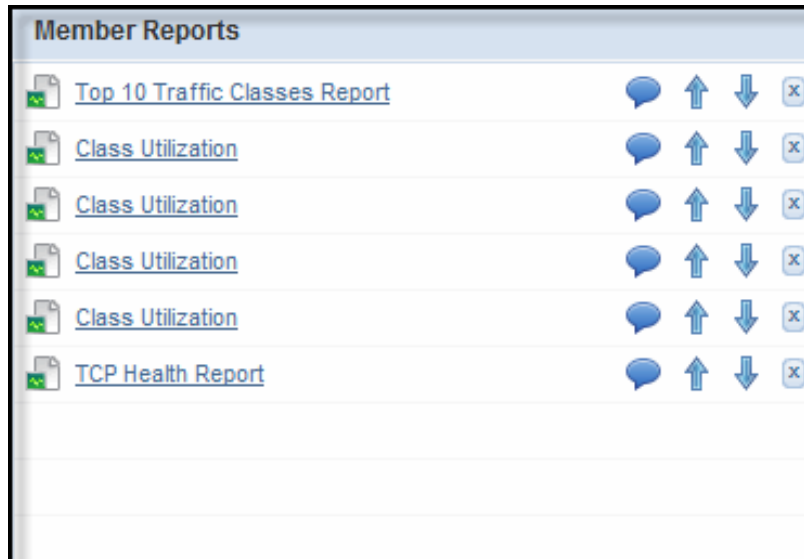 Member Reports
Top 10 Traffic Classes Report
Class Utilization
Class Utilization
Class Utilization
Class Utilization
TCP Health Report